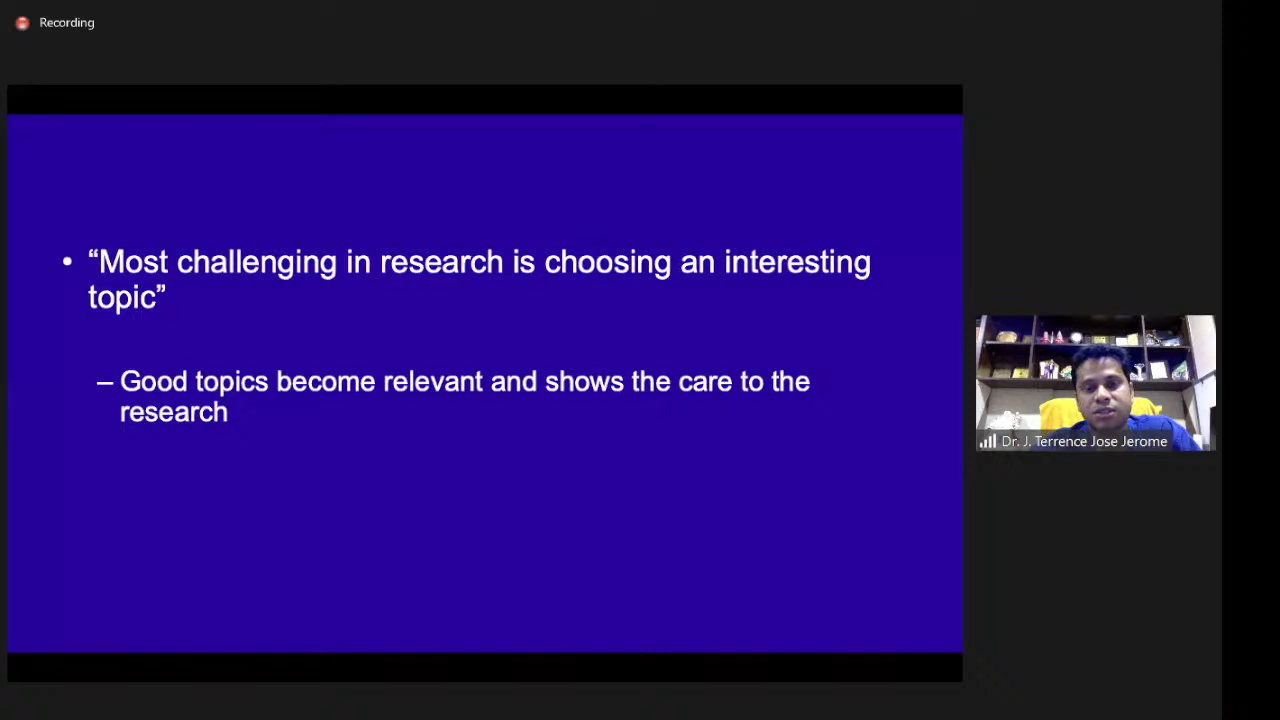 Recording
• “Most challenging in research is choosing an interesting
topic”
– Good topics become relevant and shows the care to the
research
Dr. J. Terrence Jose Jerome